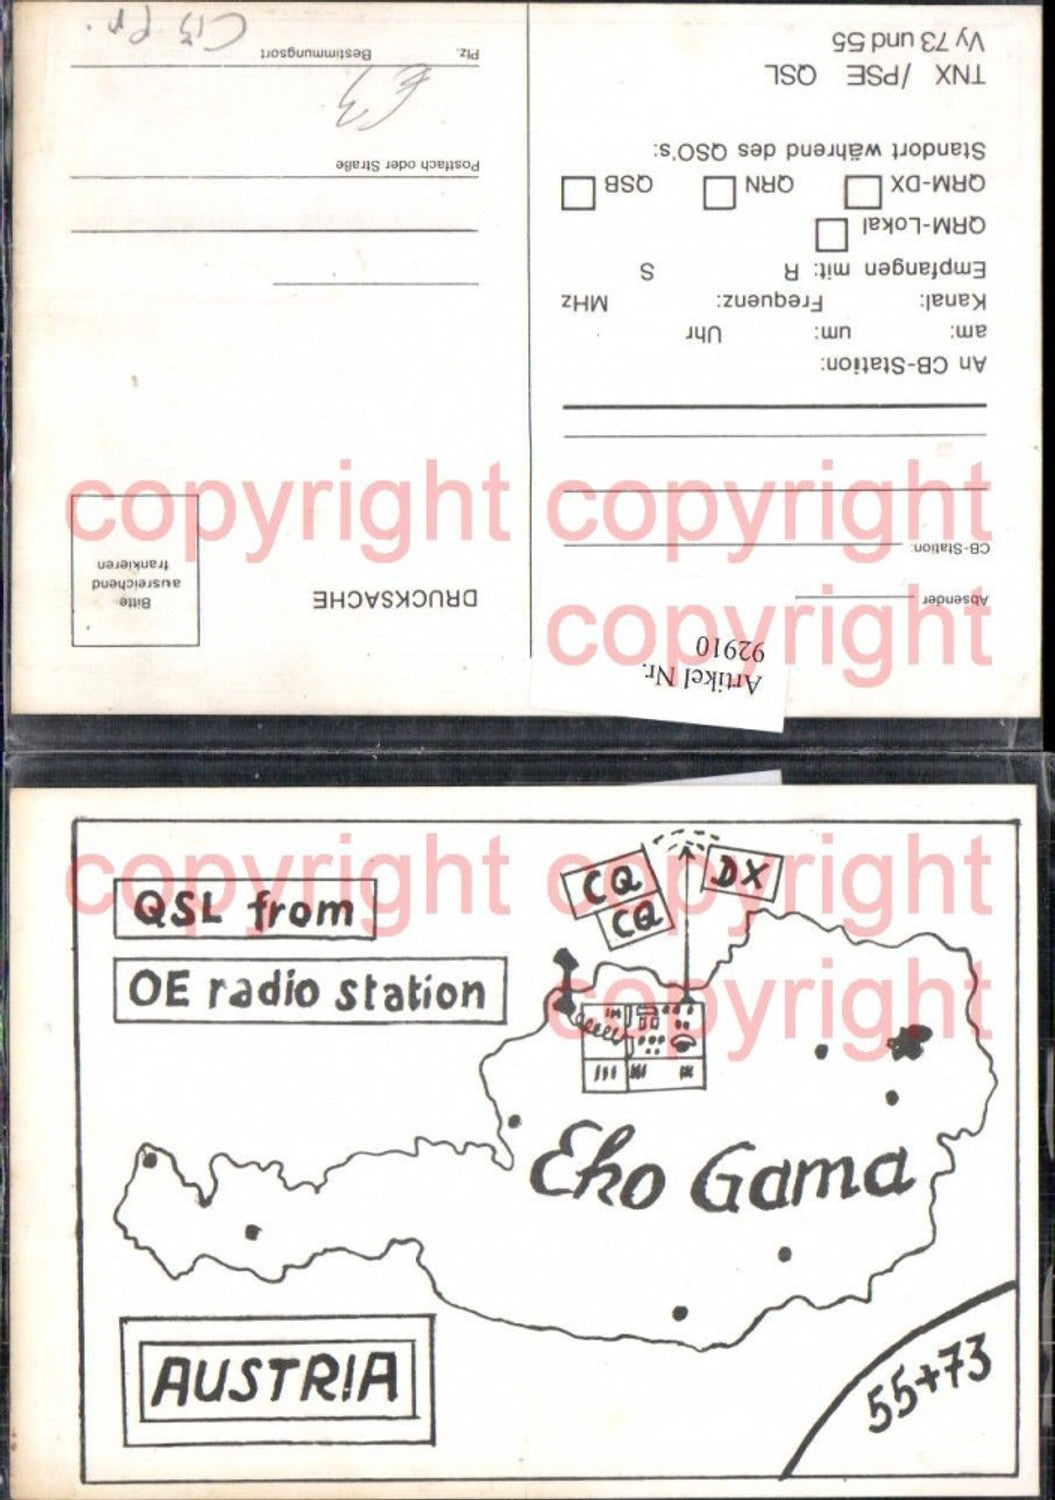 Vy 73 und 55
TNX /PSE QSL
Standort während des QSO's:
QRM-DX QRN QSB
QRM-Lokal
Empfangen mit: R S
Kanal: Frequenz: MHz
am: um: Uhr
An CB-Station:
CB-Station:
Absender
Artikel Nr.
92910
Plz. Bestimmungsort
Postfach oder Straße
DRUCKSACHE
Bitte
ausreichend
frankieren
copyright copyright
copyright
copyright copyright
copyright
QSL from
OE radio station
CQ
CQ
DX
Eko Gama
AUSTRIA
55+73